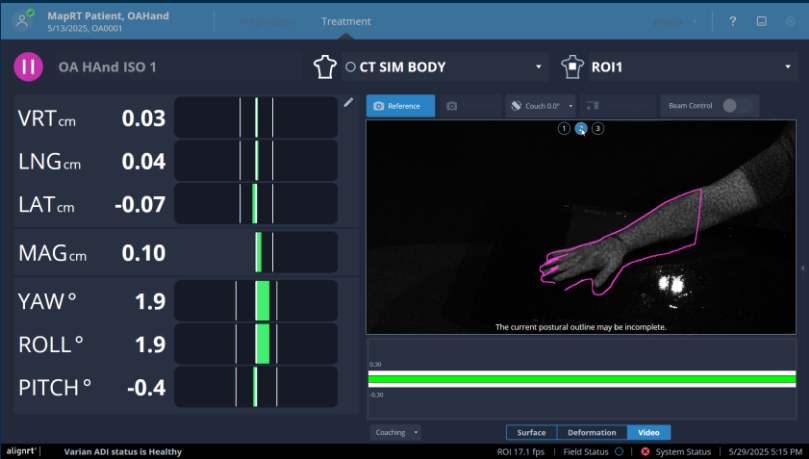 MapRT Patient, OAHand
5/13/2025, OA0001
Preparation
Treatment
?
OA HAnd ISO 1
CT SIM BODY
ROI1
VRT cm 0.03
LNG cm 0.04
LAT cm -0.07
MAG cm 0.10
YAW ° 1.9
ROLL ° 1.9
PITCH ° -0.4
Reference
Couch 0.0°
Beam Control
1 2 3
The current postural outline may be incomplete.
0.30
-0.30
Coaching
Surface
Deformation
Video
alignrt
Varian ADI status is Healthy
ROI 17.1 fps
Field Status
System Status
5/29/2025 5:15 PM